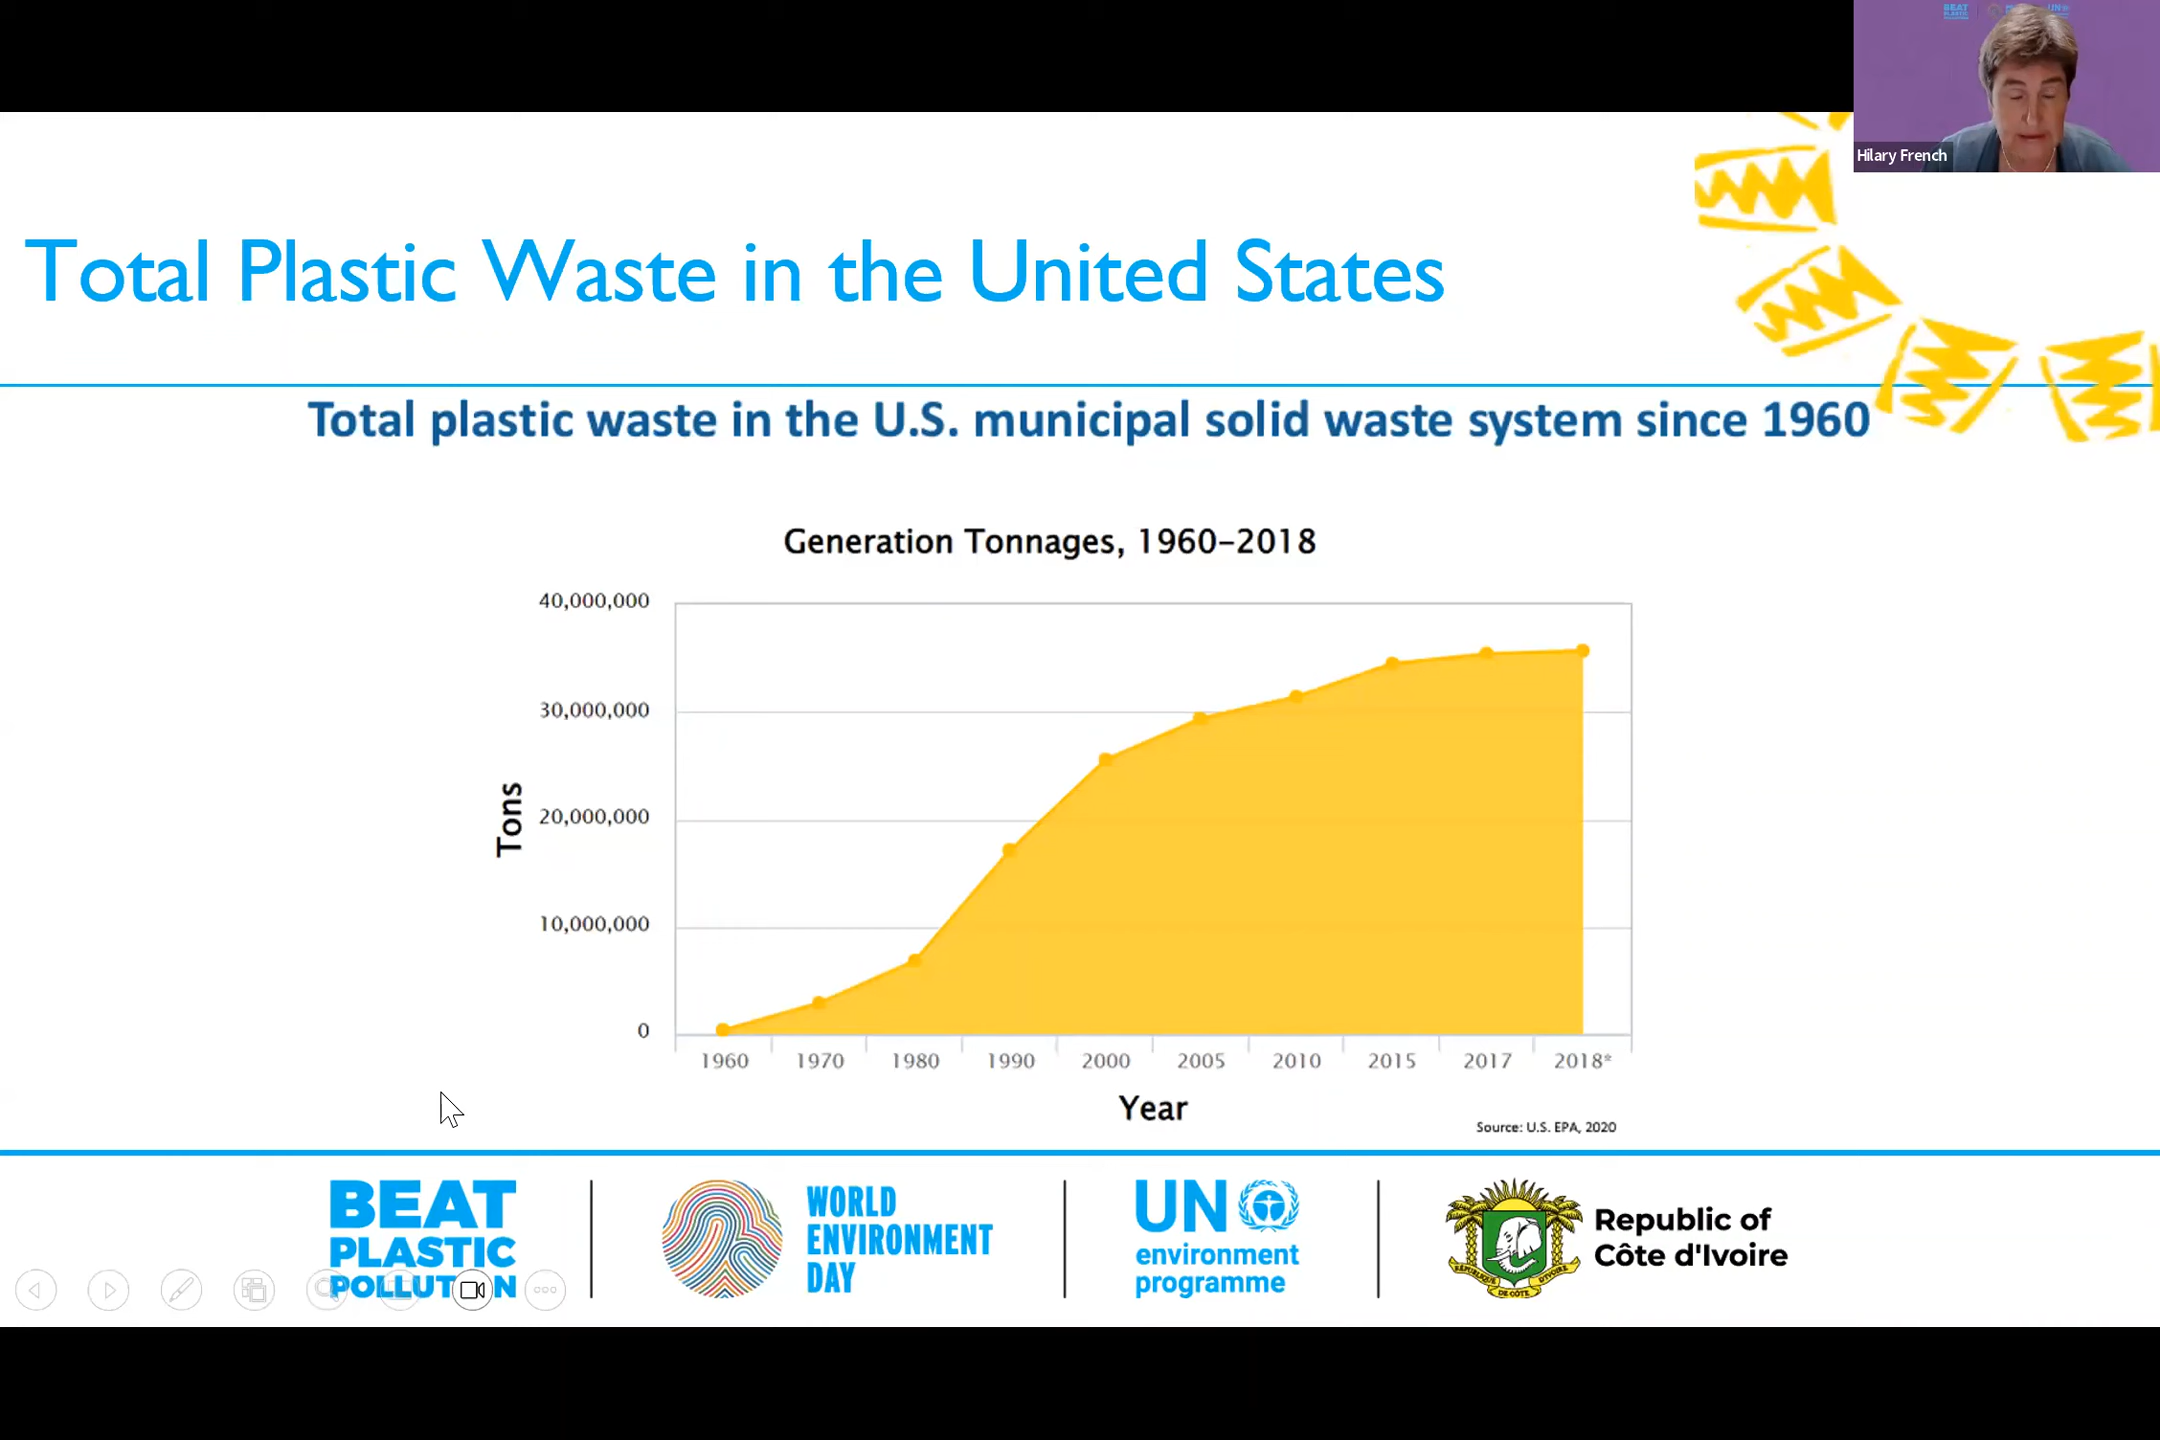 Hilary French
Total Plastic Waste in the United States
Total plastic waste in the U.S. municipal solid waste system since 1960
Generation Tonnages, 1960–2018
40,000,000
30,000,000
20,000,000
10,000,000
0
Tons
1960 1970 1980 1990 2000 2005 2010 2015 2017 2018*
Year
Source: U.S. EPA, 2020
BEAT
PLASTIC
POLLUTION
WORLD
ENVIRONMENT
DAY
UN
environment
programme
Republic of
Côte d'Ivoire